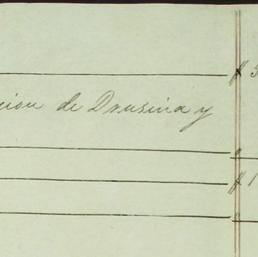 cion de Drusina y